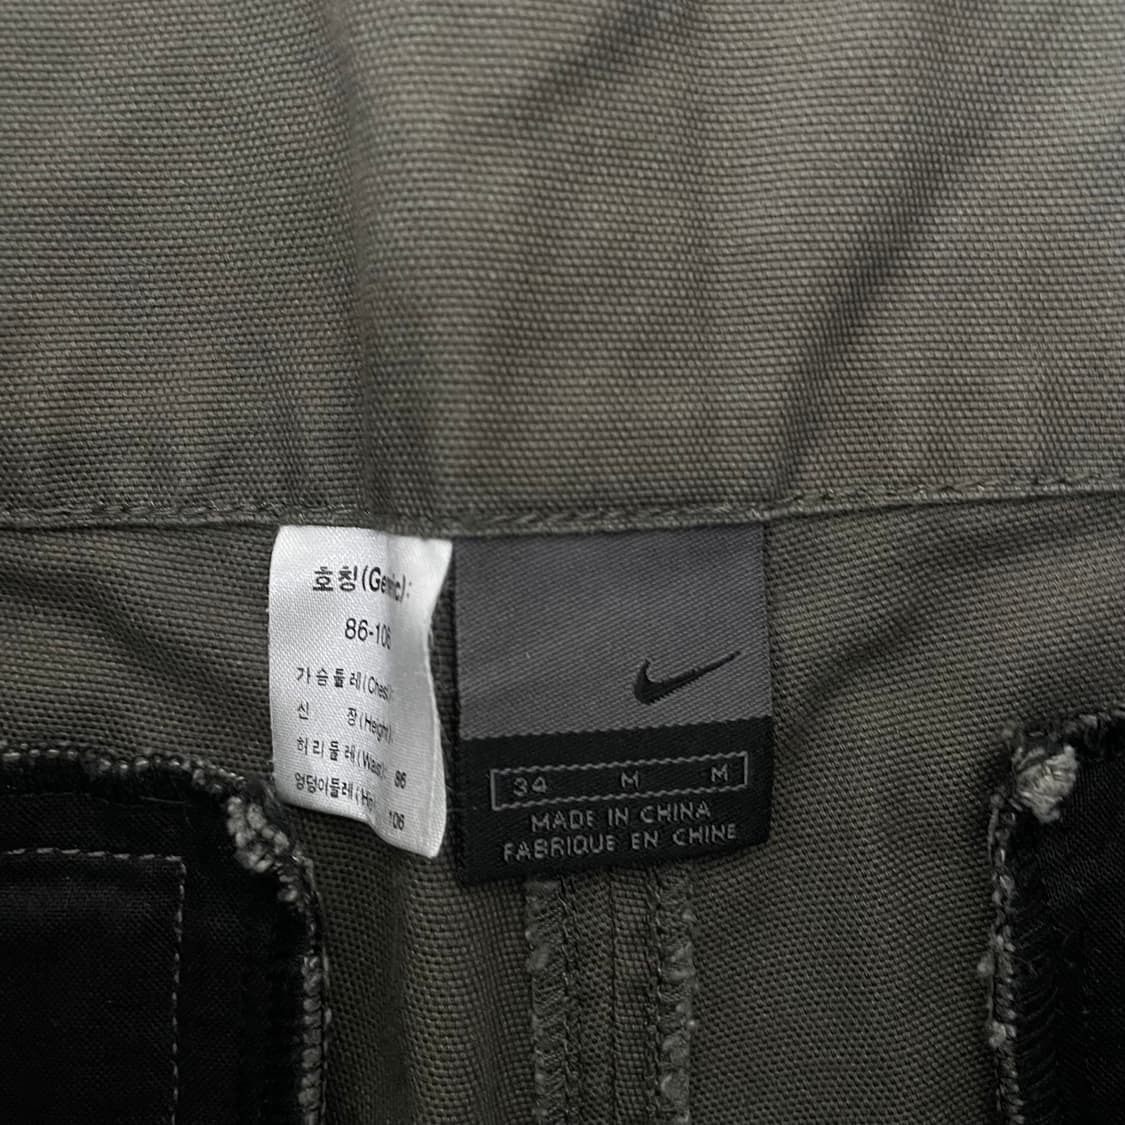 호칭(Generic):
86-106
가슴둘레(Chest):
신 장(Height):
허리둘레(Waist): 86
엉덩이둘레(Hip): 106
34 M M
MADE IN CHINA
FABRIQUE EN CHINE